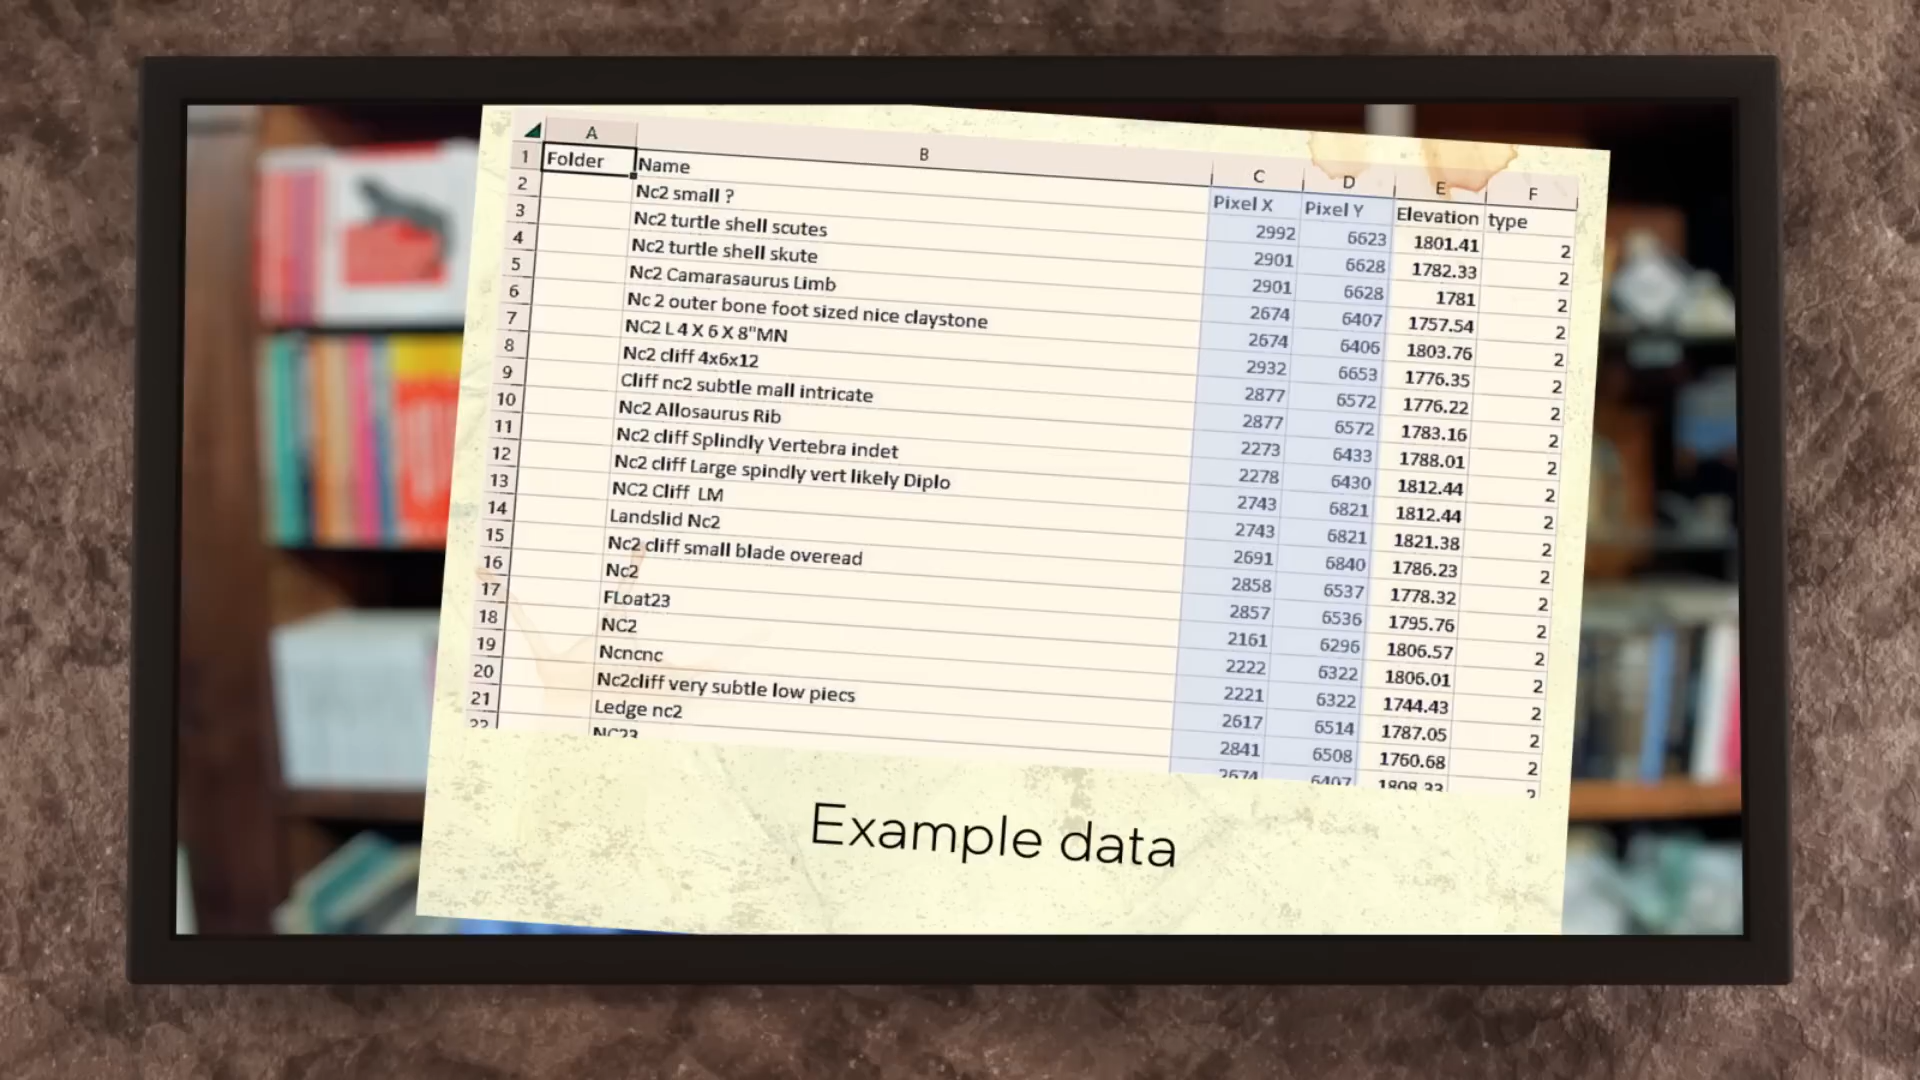 A B C D E F
1 Folder Name Pixel X Pixel Y Elevation type
2 Nc2 small ? 2992 6623 1801.41 2
3 Nc2 turtle shell scutes 2901 6628 1782.33 2
4 Nc2 turtle shell skute 2901 6628 1781 2
5 Nc2 Camarasaurus Limb 2674 6407 1757.54 2
6 Nc 2 outer bone foot sized nice claystone 2674 6406 1803.76 2
7 NC2 L 4 X 6 X 8"MN 2932 6653 1776.35 2
8 Nc2 cliff 4x6x12 2877 6572 1776.22 2
9 Cliff nc2 subtle mall intricate 2877 6572 1783.16 2
10 Nc2 Allosaurus Rib 2273 6433 1788.01 2
11 Nc2 cliff Splindly Vertebra indet 2278 6430 1812.44 2
12 Nc2 cliff Large spindly vert likely Diplo 2743 6821 1812.44 2
13 NC2 Cliff LM 2743 6821 1821.38 2
14 Landslid Nc2 2691 6840 1786.23 2
15 Nc2 cliff small blade overead 2858 6537 1778.32 2
16 Nc2 2857 6536 1795.76 2
17 FLoat23 2161 6296 1806.57 2
18 NC2 2222 6322 1806.01 2
19 Ncncnc 2221 6322 1744.43 2
20 Nc2cliff very subtle low piecs 2617 6514 1787.05 2
21 Ledge nc2 2841 6508 1760.68 2
22 NC23 2674 6407 1808.33 2
Example data